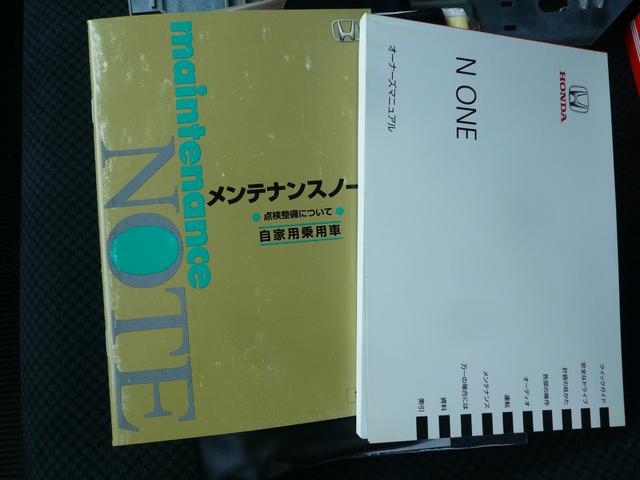 maintenance
NOTE
メンテナンスノー
点検整備について
自家用乗用車
HONDA
N ONE
オーナーズマニュアル
クイックガイド
安全なドライブ
計器の見かた
各部の操作
オーディオ
運転
メンテナンス
万一の場合には
資料
索引